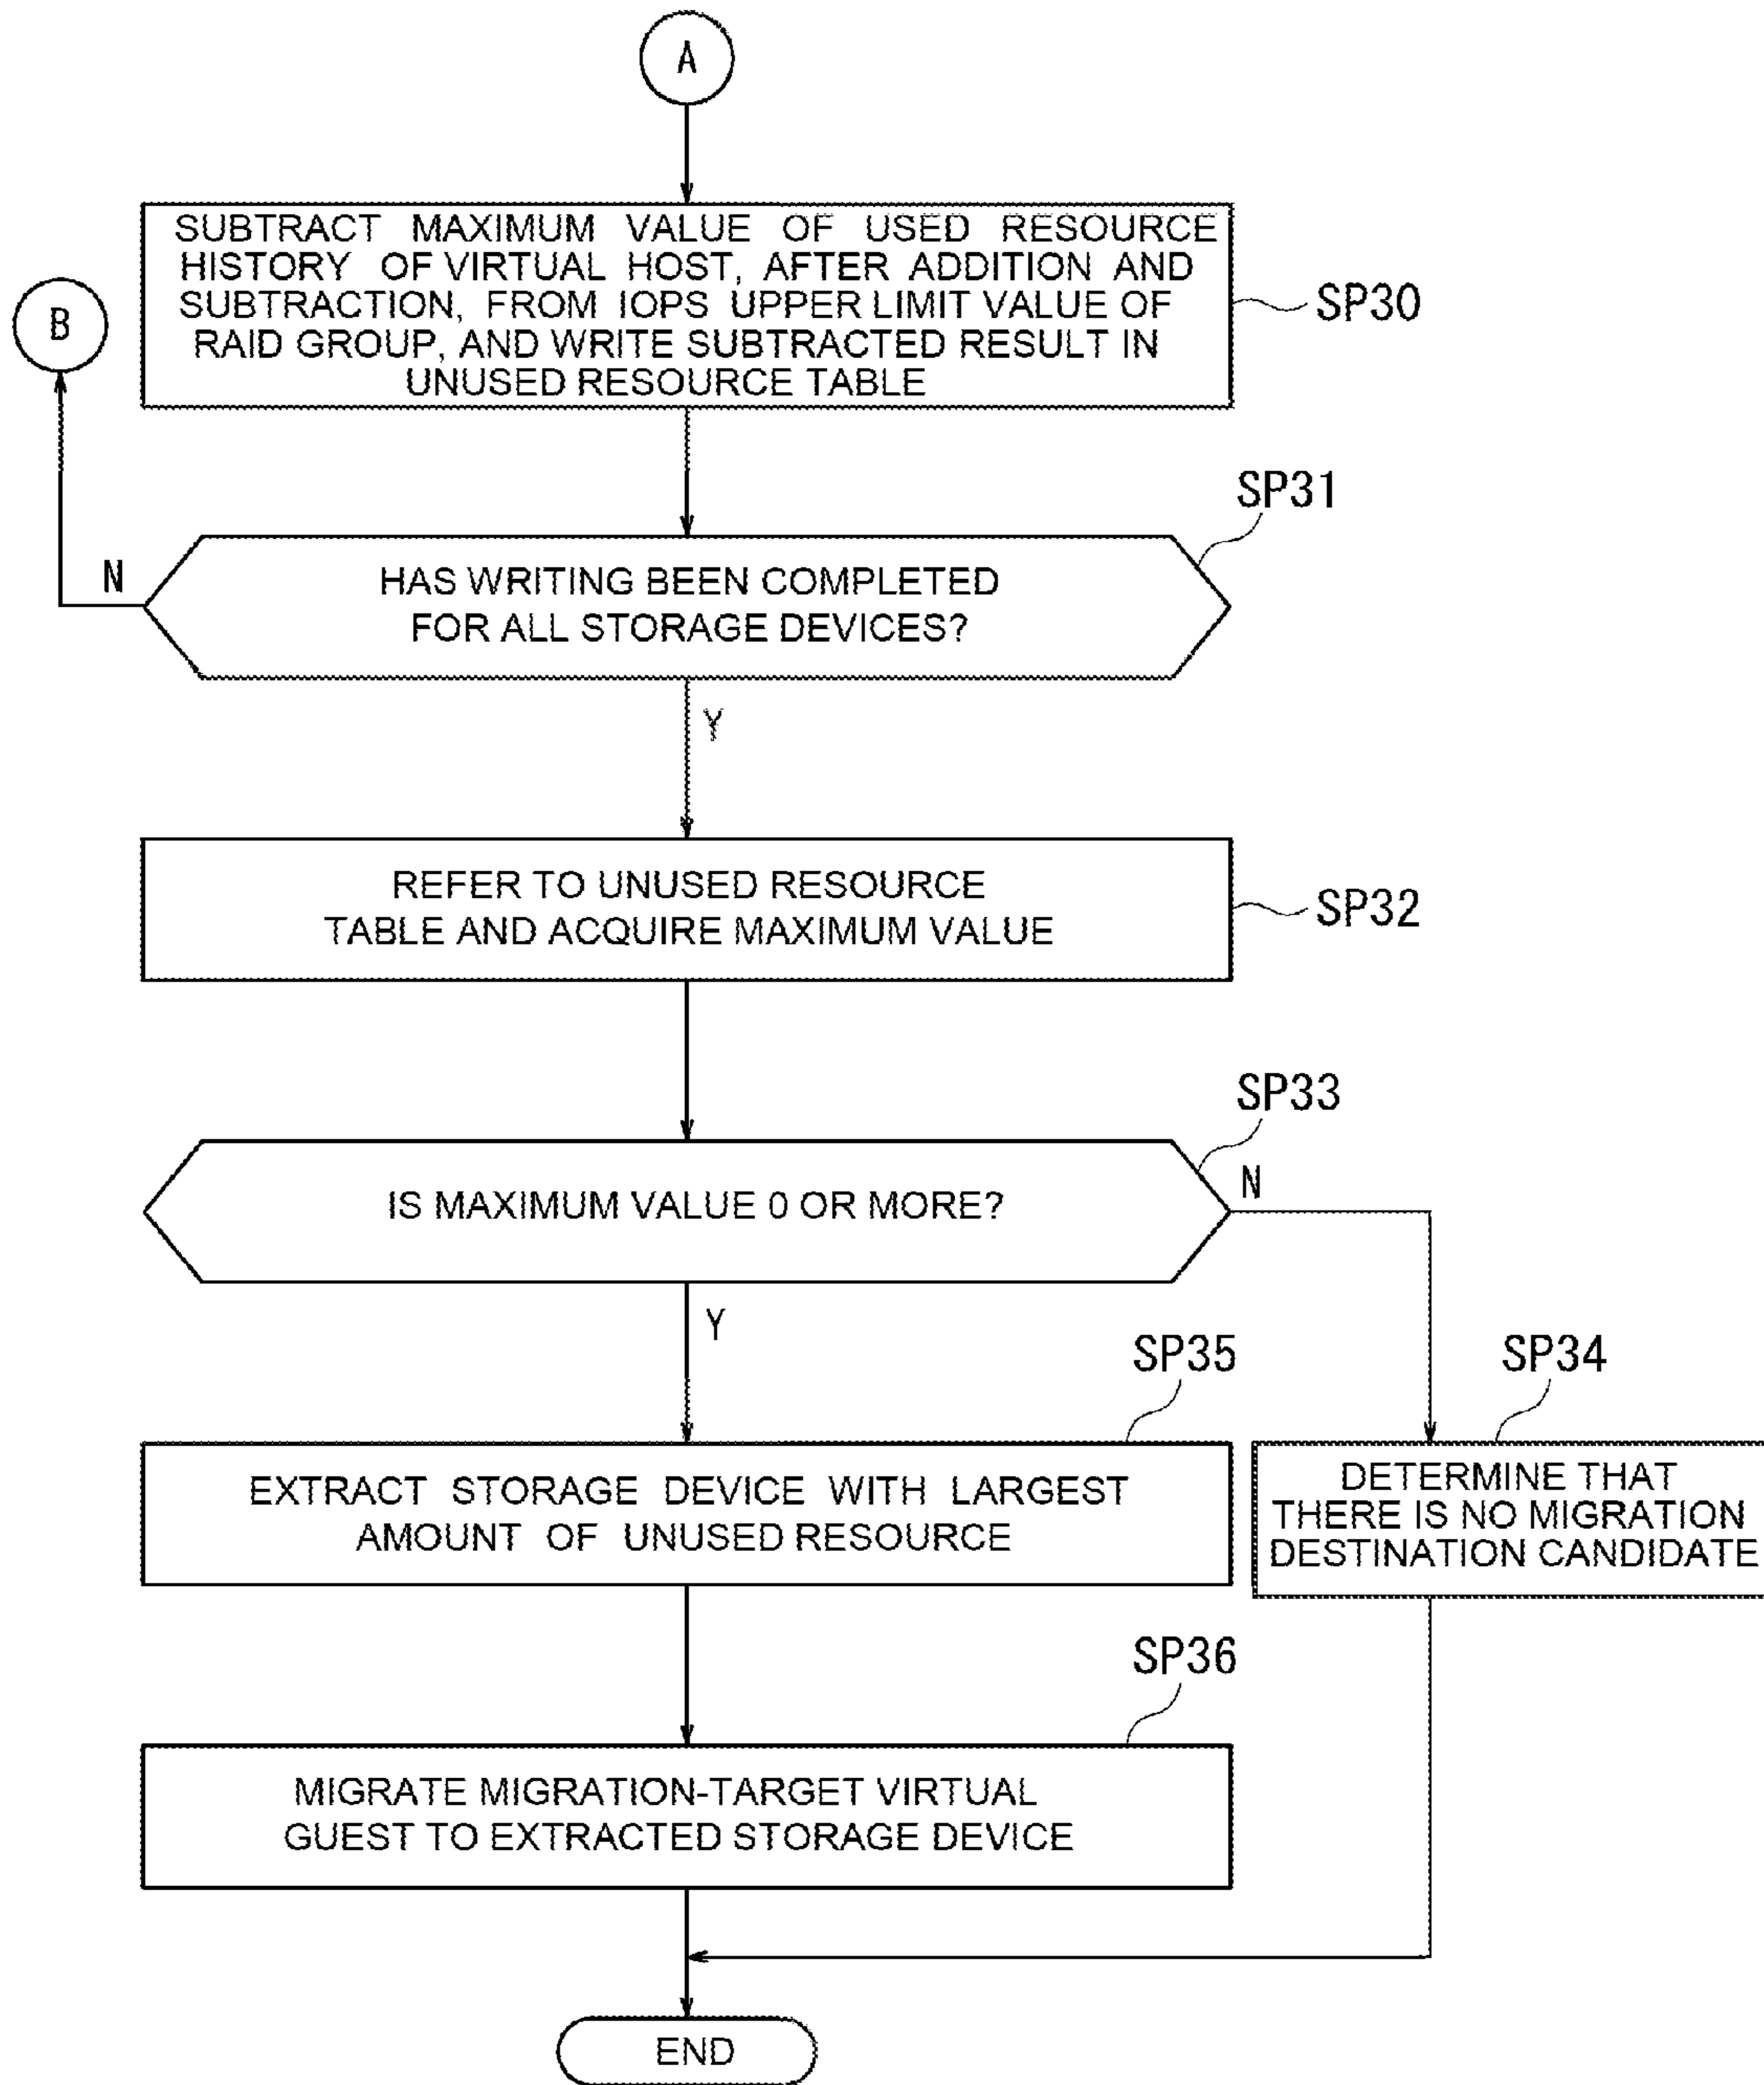 A
SUBTRACT MAXIMUM VALUE OF USED RESOURCE
HISTORY OF VIRTUAL HOST, AFTER ADDITION AND
SUBTRACTION, FROM IOPS UPPER LIMIT VALUE OF
RAID GROUP, AND WRITE SUBTRACTED RESULT IN
UNUSED RESOURCE TABLE
SP30
B
SP31
N
HAS WRITING BEEN COMPLETED
FOR ALL STORAGE DEVICES?
Y
REFER TO UNUSED RESOURCE
TABLE AND ACQUIRE MAXIMUM VALUE
SP32
SP33
IS MAXIMUM VALUE 0 OR MORE?
N
Y
SP35
SP34
EXTRACT STORAGE DEVICE WITH LARGEST
AMOUNT OF UNUSED RESOURCE
DETERMINE THAT
THERE IS NO MIGRATION
DESTINATION CANDIDATE
SP36
MIGRATE MIGRATION-TARGET VIRTUAL
GUEST TO EXTRACTED STORAGE DEVICE
END